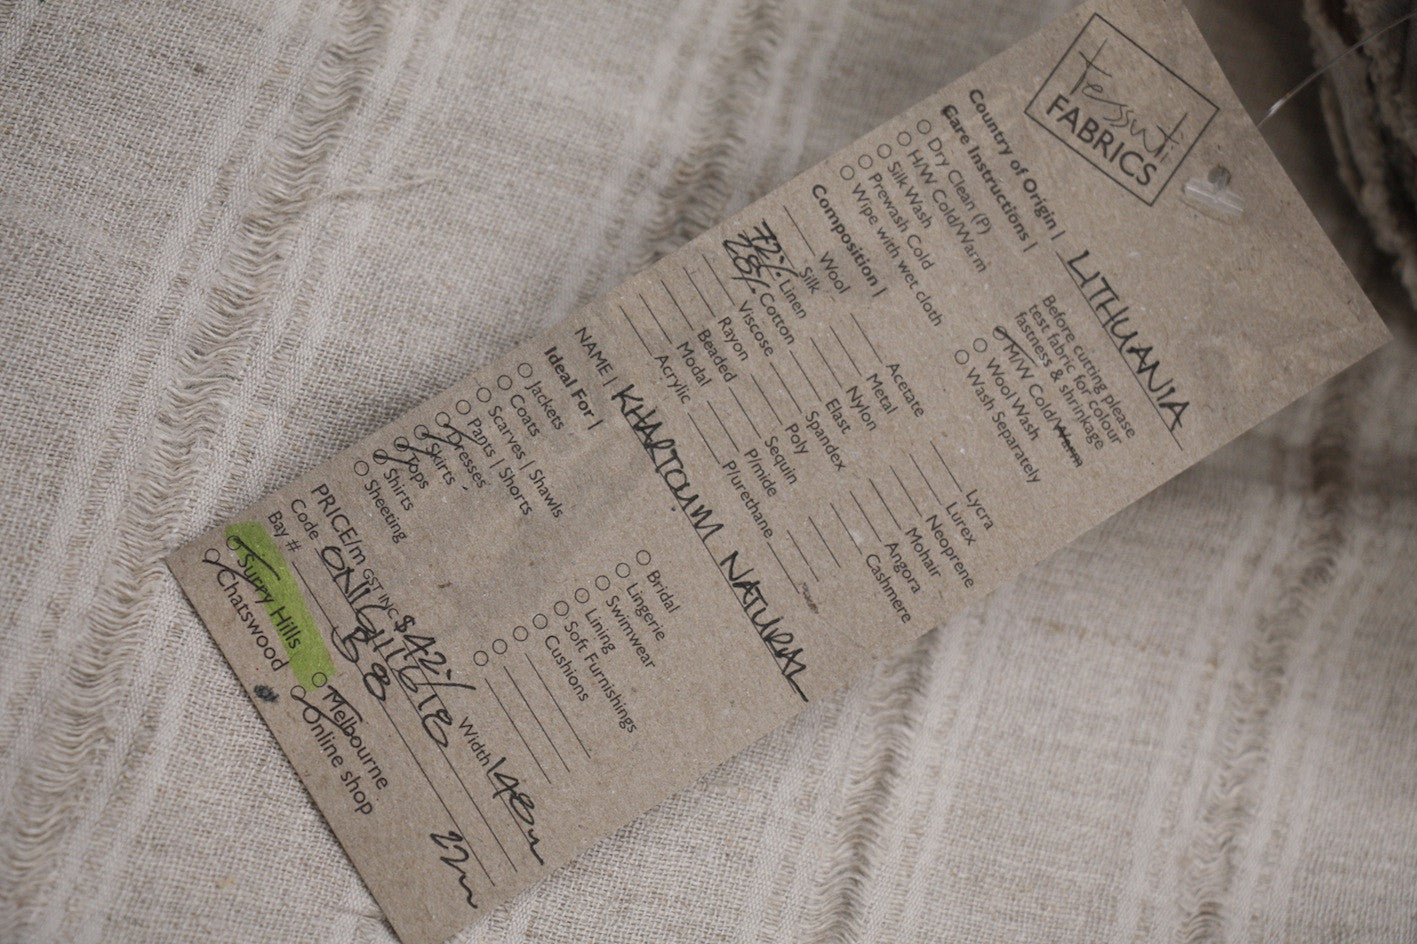 Tessuti
FABRICS
Country of Origin | LITHUANIA
Care Instructions |
Before cutting please
test fabric for colour
fastness & shrinkage
Dry Clean (P)
H/W Cold/Warm
Silk Wash
Prewash Cold
Wipe with wet cloth
M/W Cold/Warm
Wool Wash
Wash Separately
Composition |
Wool
Silk
72% Linen
28% Cotton
Viscose
Rayon
Beaded
Modal
Acrylic
Acetate
Metal
Nylon
Elast
Spandex
Poly
Sequin
P/mide
P/urethane
Lycra
Lurex
Neoprene
Mohair
Angora
Cashmere
NAME | KHARTOUM NATURAL
Ideal For |
Jackets
Coats
Scarves | Shawls
Pants | Shorts
Dresses
Skirts
Tops
Shirts
Sheeting
Bridal
Lingerie
Swimwear
Lining
Soft Furnishings
Cushions
PRICE/m GST INC $42 Width 148
Code
Bay #
Surry Hills
Chatswood
Melbourne
Online shop